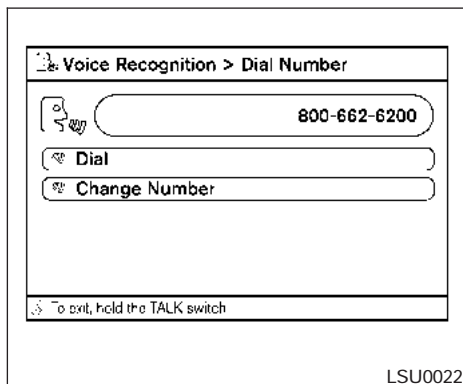 Voice Recognition > Dial Number
800-662-6200
Dial
Change Number
To exit, hold the TALK switch
LSU0022